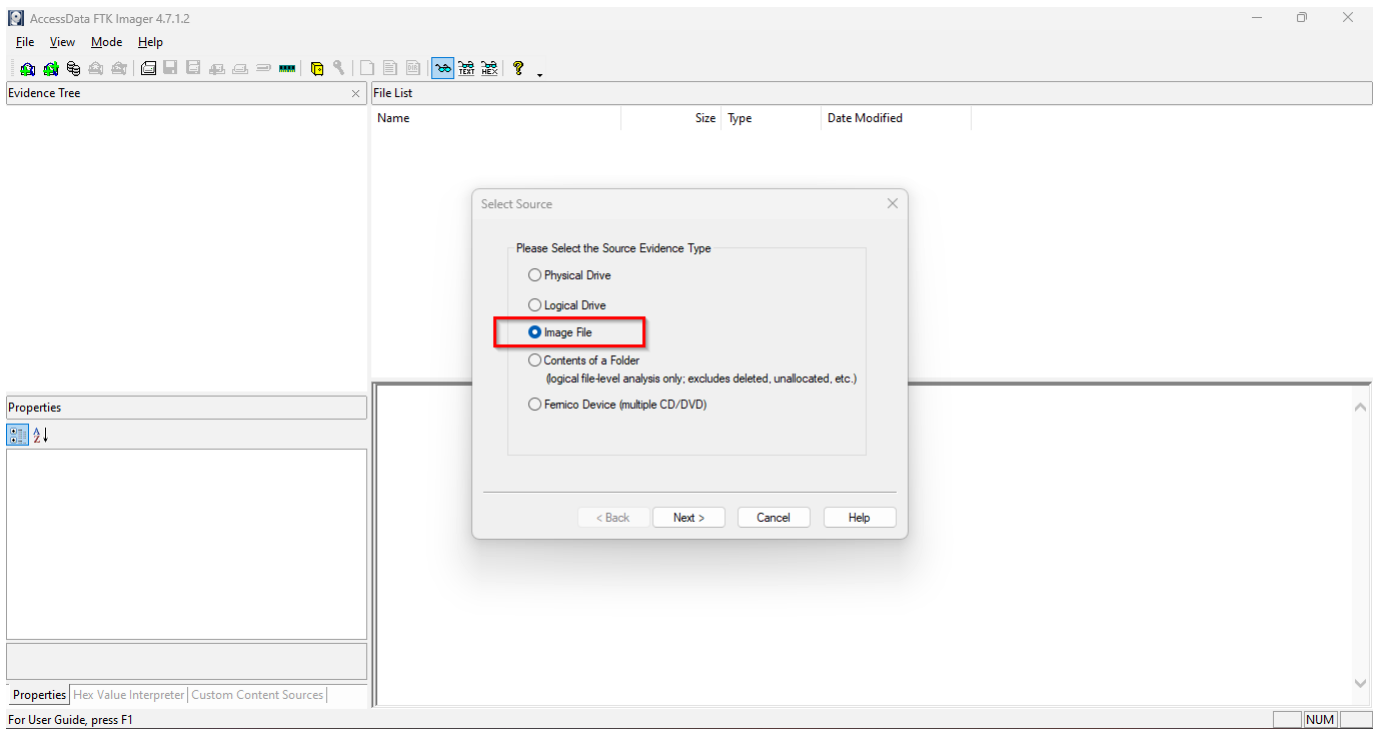 AccessData FTK Imager 4.7.1.2
File View Mode Help
TEXT HEX
Evidence Tree
File List
Name Size Type Date Modified
Select Source
Please Select the Source Evidence Type
Physical Drive
Logical Drive
Image File
Contents of a Folder
(logical file-level analysis only; excludes deleted, unallocated, etc.)
Fernico Device (multiple CD/DVD)
< Back Next > Cancel Help
Properties
A
Z
Properties Hex Value Interpreter Custom Content Sources
For User Guide, press F1
NUM